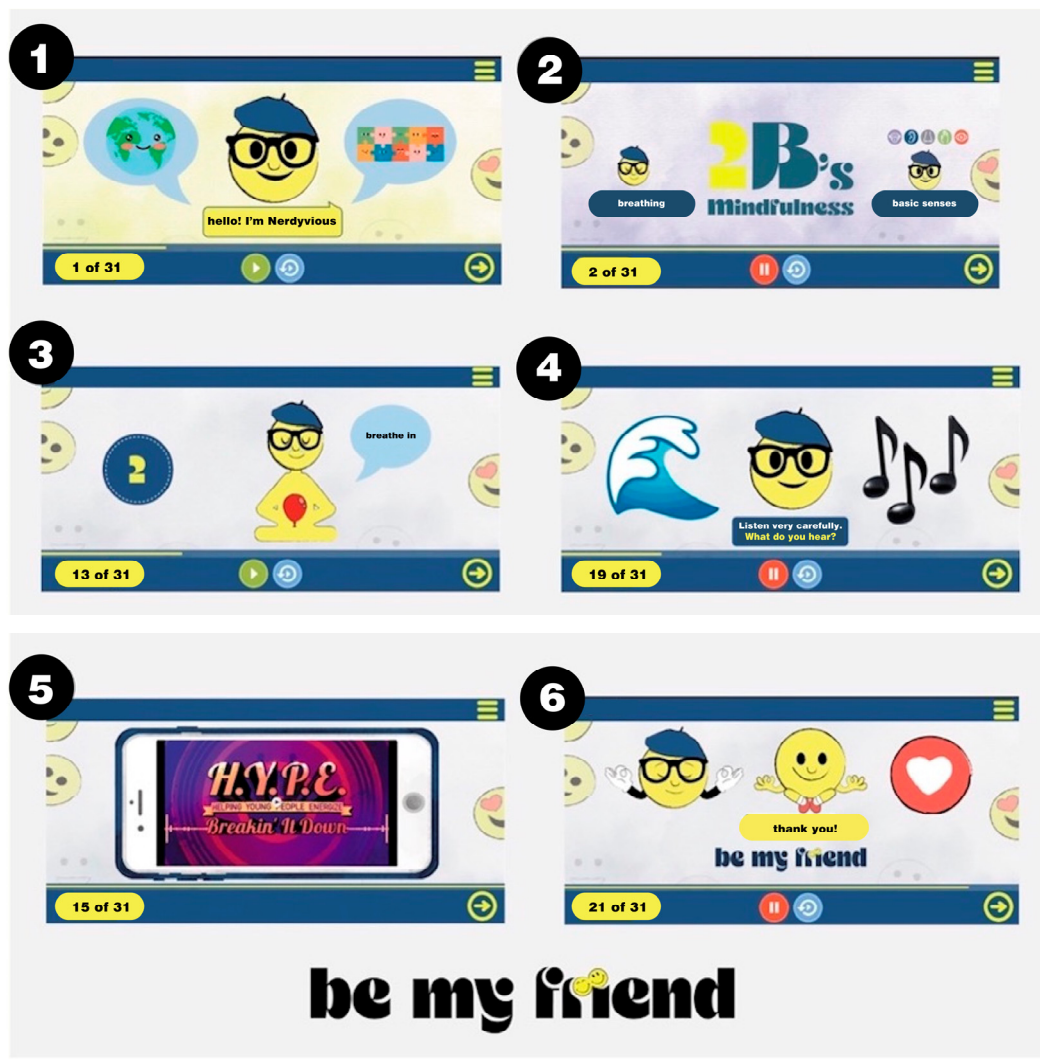 1
hello! I'm Nerdyvious
1 of 31
2
2B's
Mindfulness
breathing
basic senses
2 of 31
3
2
breathe in
13 of 31
4
Listen very carefully.
What do you hear?
19 of 31
5
H.Y.P.E.
HELPING YOUNG PEOPLE ENERGIZE
Breakin' It Down
15 of 31
6
thank you!
be my friend
21 of 31
be my friend